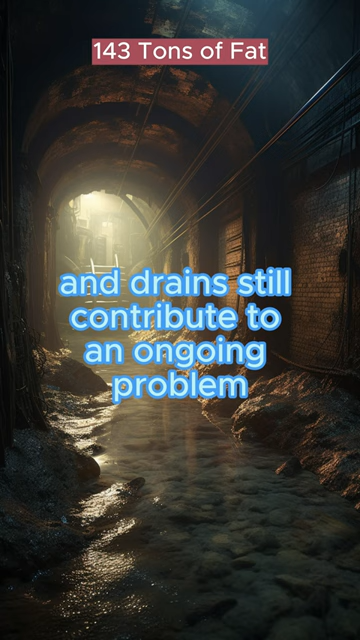 143 Tons of Fat
and drains still
contribute to
an ongoing
problem